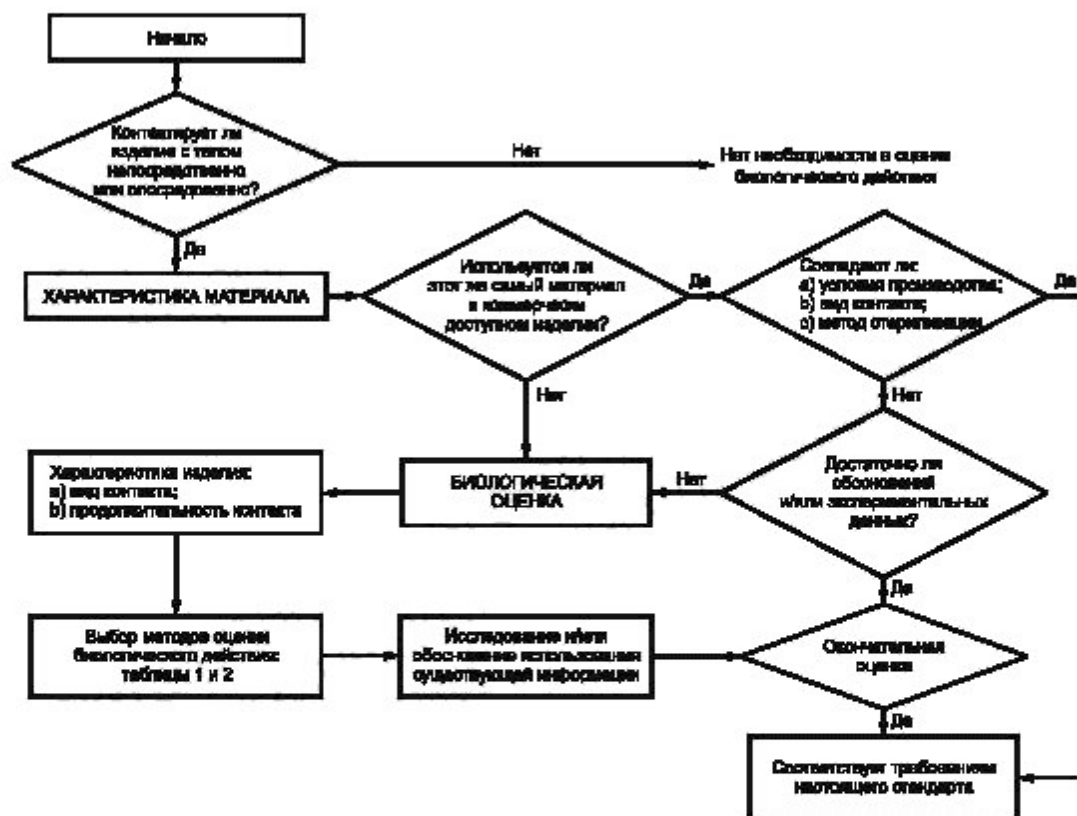 Начало
Контактирует ли
изделие с телом
непосредственно
или опосредованно?
Нет
Нет необходимости в оценке
биологического действия
Да
ХАРАКТЕРИСТИКА МАТЕРИАЛА
Используется ли
этот же самый материал
в коммерчески
доступном изделии?
Да
Совпадают ли:
a) условия производства;
b) вид контакта;
c) метод стерилизации
Да
Нет
Нет
Характеристика изделия:
a) вид контакта;
b) продолжительность контакта
БИОЛОГИЧЕСКАЯ
ОЦЕНКА
Нет
Достаточно ли
обоснований
и/или экспериментальных
данных?
Да
Выбор методов оценки
биологического действия:
таблицы 1 и 2
Исследование и/или
обоснование использования
существующей информации
Окончательная
оценка
Да
Соответствует требованиям
настоящего стандарта